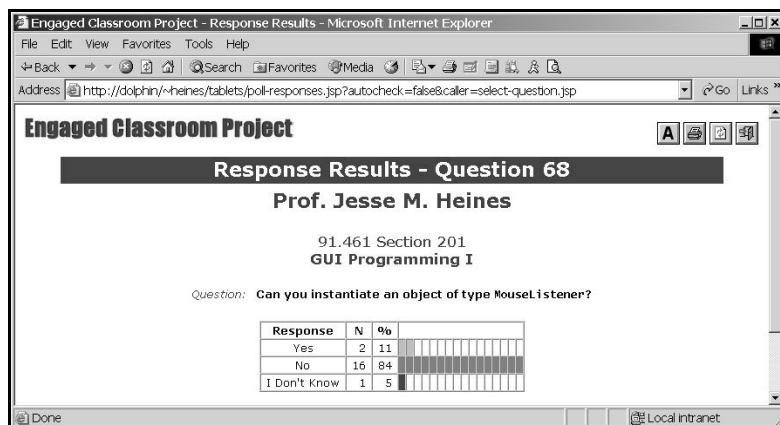 Engaged Classroom Project - Response Results - Microsoft Internet Explorer
File Edit View Favorites Tools Help
Back Search Favorites Media
Address http://dolphin/~heines/tablets/poll-responses.jsp?autocheck=false&caller=select-question.jsp Go Links »
Engaged Classroom Project A
Response Results - Question 68
Prof. Jesse M. Heines
91.461 Section 201
GUI Programming I
Question: Can you instantiate an object of type MouseListener?
Response N %
Yes 2 11
No 16 84
I Don't Know 1 5
Done Local intranet